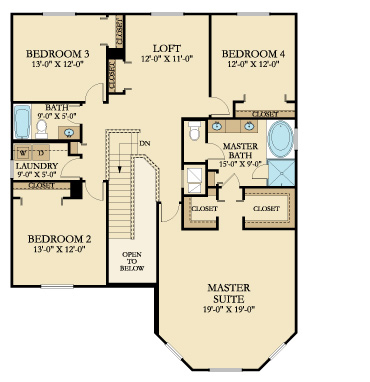 BEDROOM 3
13'-0" X 12'-0"
CLOSET
CLOSET
LOFT
12'-0" X 11'-0"
BEDROOM 4
12'-0" X 12'-0"
CLOSET
BATH
9'-0" X 5'-0"
W D
LAUNDRY
9'-0" X 5'-0"
CLOSET
DN
MASTER
BATH
15'-0" X 9'-0"
CLOSET
CLOSET
BEDROOM 2
13'-0" X 12'-0"
OPEN
TO
BELOW
MASTER
SUITE
19'-0" X 19'-0"